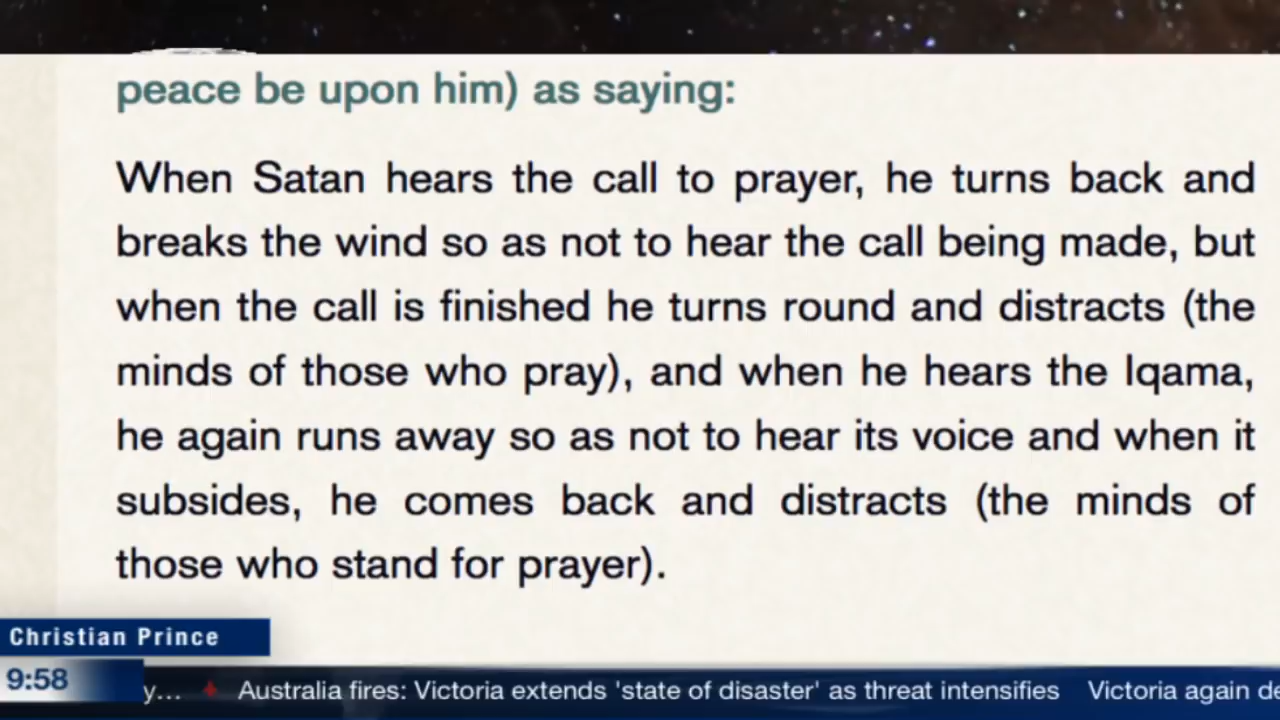 peace be upon him) as saying:
When Satan hears the call to prayer, he turns back and
breaks the wind so as not to hear the call being made, but
when the call is finished he turns round and distracts (the
minds of those who pray), and when he hears the Iqama,
he again runs away so as not to hear its voice and when it
subsides, he comes back and distracts (the minds of
those who stand for prayer).
Christian Prince
9:58
y... Australia fires: Victoria extends 'state of disaster' as threat intensifies Victoria again de